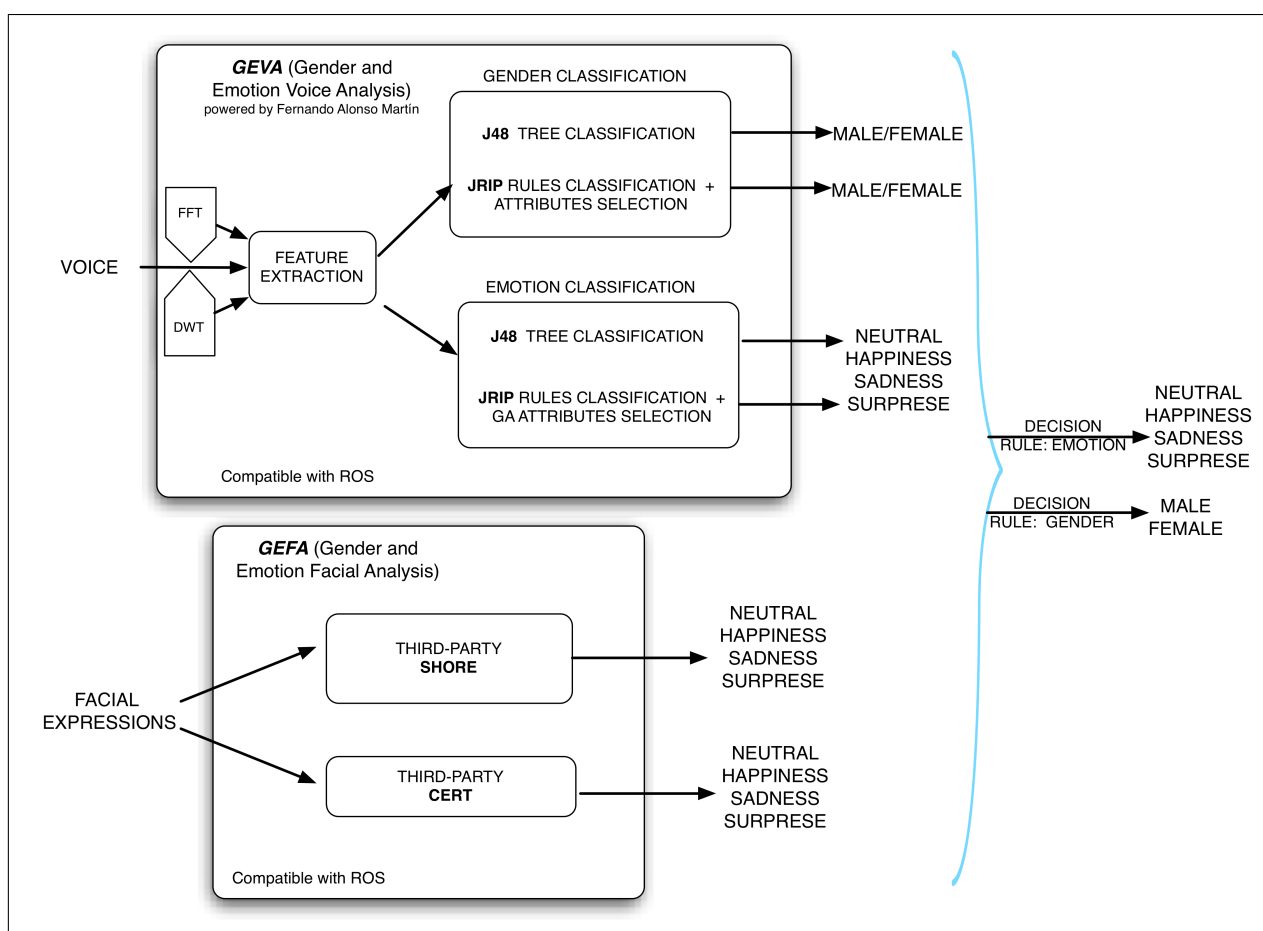 GEVA (Gender and
Emotion Voice Analysis)
powered by Fernando Alonso Martín
GENDER CLASSIFICATION
J48 TREE CLASSIFICATION
JRIP RULES CLASSIFICATION +
ATTRIBUTES SELECTION
MALE/FEMALE
MALE/FEMALE
FFT
VOICE
FEATURE
EXTRACTION
DWT
EMOTION CLASSIFICATION
J48 TREE CLASSIFICATION
JRIP RULES CLASSIFICATION +
GA ATTRIBUTES SELECTION
NEUTRAL
HAPPINESS
SADNESS
SURPRESE
Compatible with ROS
DECISION
RULE: EMOTION
NEUTRAL
HAPPINESS
SADNESS
SURPRESE
DECISION
RULE: GENDER
MALE
FEMALE
GEFA (Gender and
Emotion Facial Analysis)
FACIAL
EXPRESSIONS
THIRD-PARTY
SHORE
NEUTRAL
HAPPINESS
SADNESS
SURPRESE
THIRD-PARTY
CERT
NEUTRAL
HAPPINESS
SADNESS
SURPRESE
Compatible with ROS